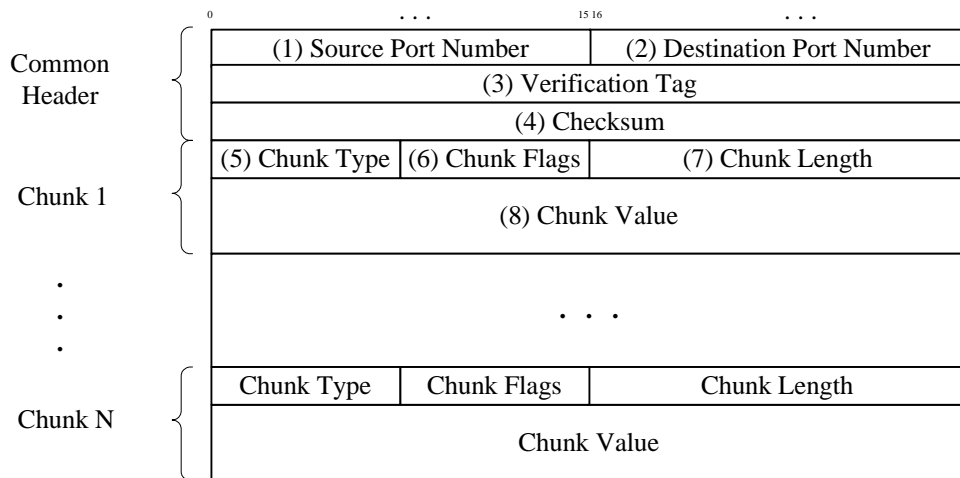 0 . . . 15 16 . . .
Common
Header
(1) Source Port Number (2) Destination Port Number
(3) Verification Tag
(4) Checksum
Chunk 1
(5) Chunk Type (6) Chunk Flags (7) Chunk Length
(8) Chunk Value
.
.
.
. . .
Chunk N
Chunk Type Chunk Flags Chunk Length
Chunk Value